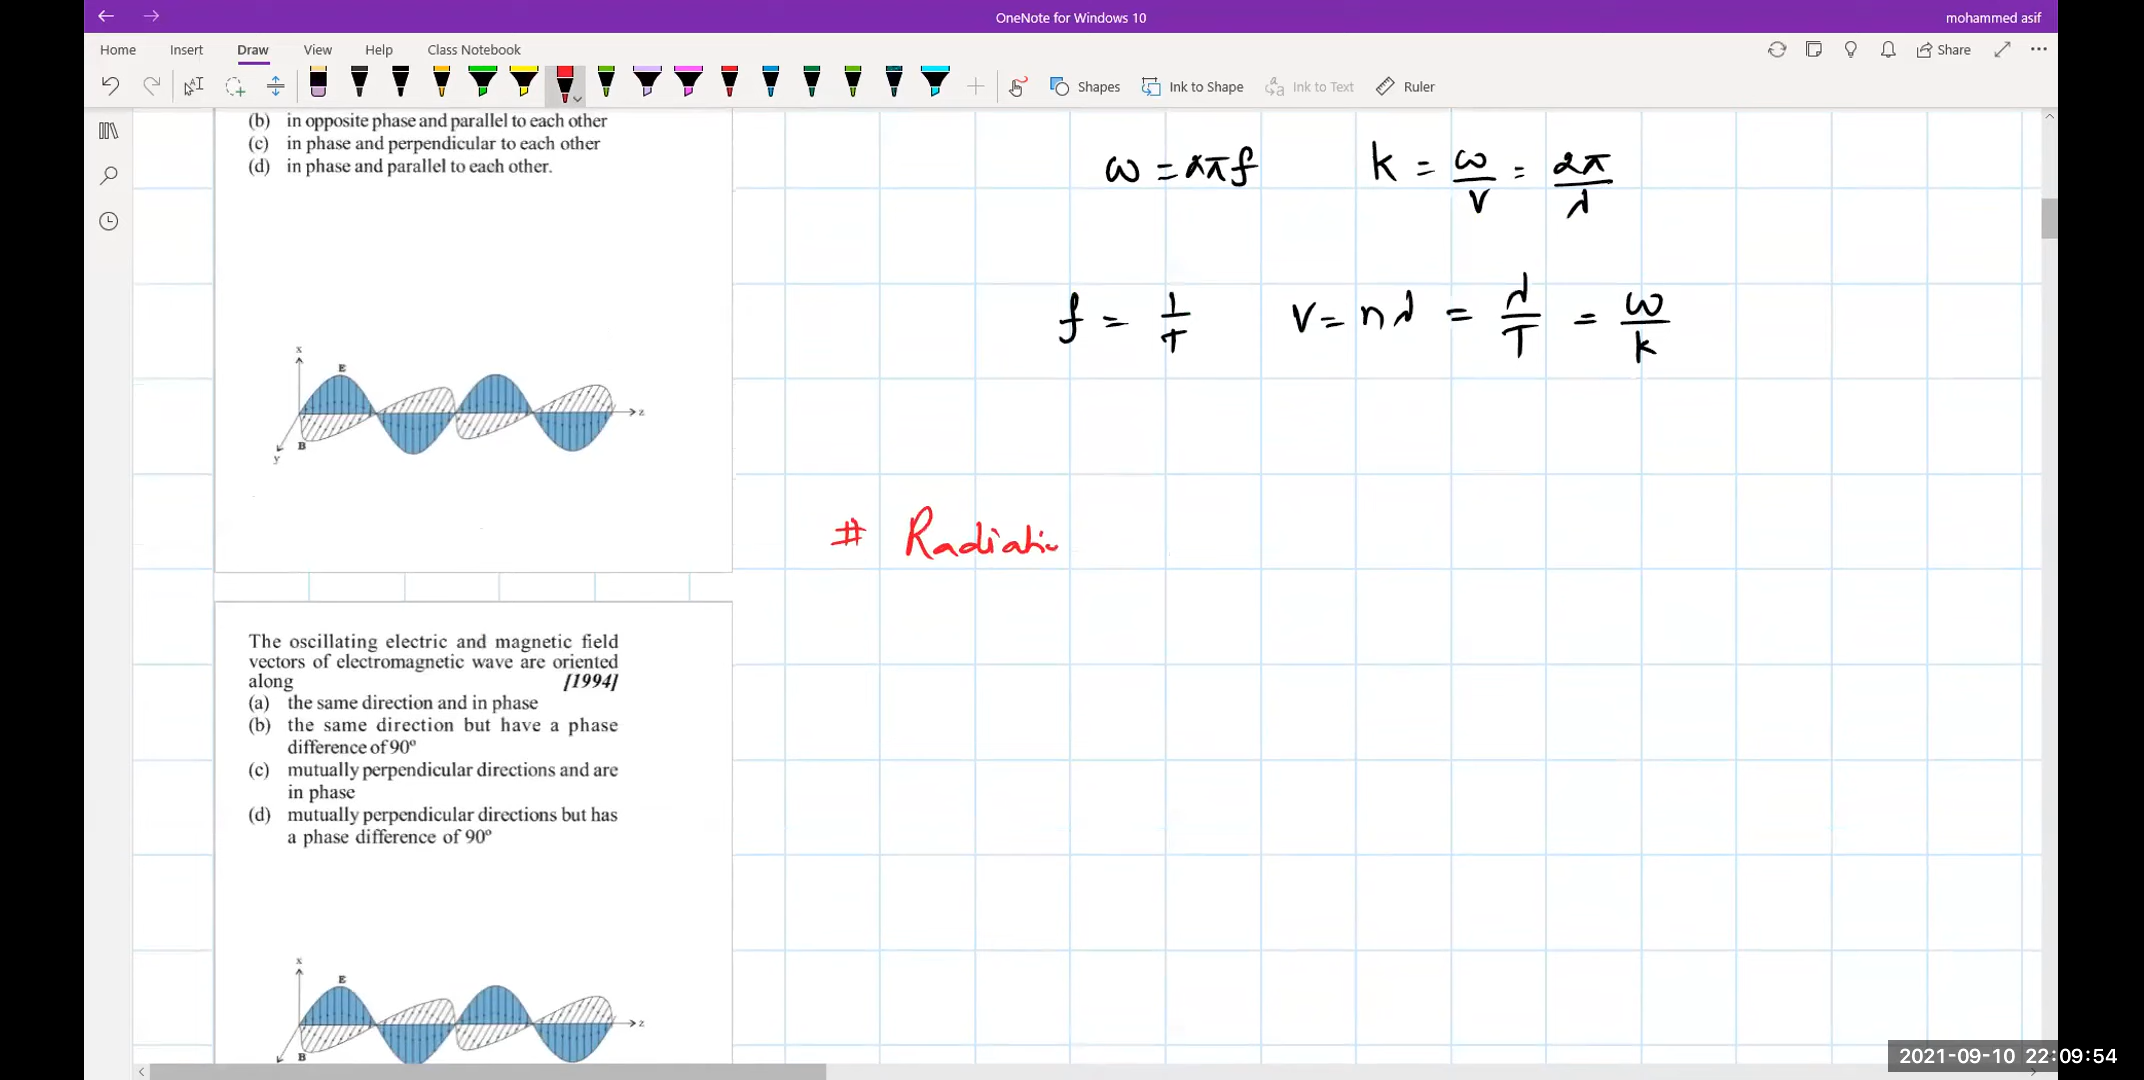 OneNote for Windows 10
mohammed asif
Home Insert Draw View Help Class Notebook
Share
Shapes Ink to Shape Ink to Text Ruler
(b) in opposite phase and parallel to each other
(c) in phase and perpendicular to each other
(d) in phase and parallel to each other.
x
E
z
B
y
The oscillating electric and magnetic field
vectors of electromagnetic wave are oriented
along [1994]
(a) the same direction and in phase
(b) the same direction but have a phase
difference of 90º
(c) mutually perpendicular directions and are
in phase
(d) mutually perpendicular directions but has
a phase difference of 90º
x
E
z
B
ω = 2πf k = ω/v = 2π/λ
f = 1/T v = nλ = λ/T = ω/k
# Radiatio
2021-09-10 22:09:54